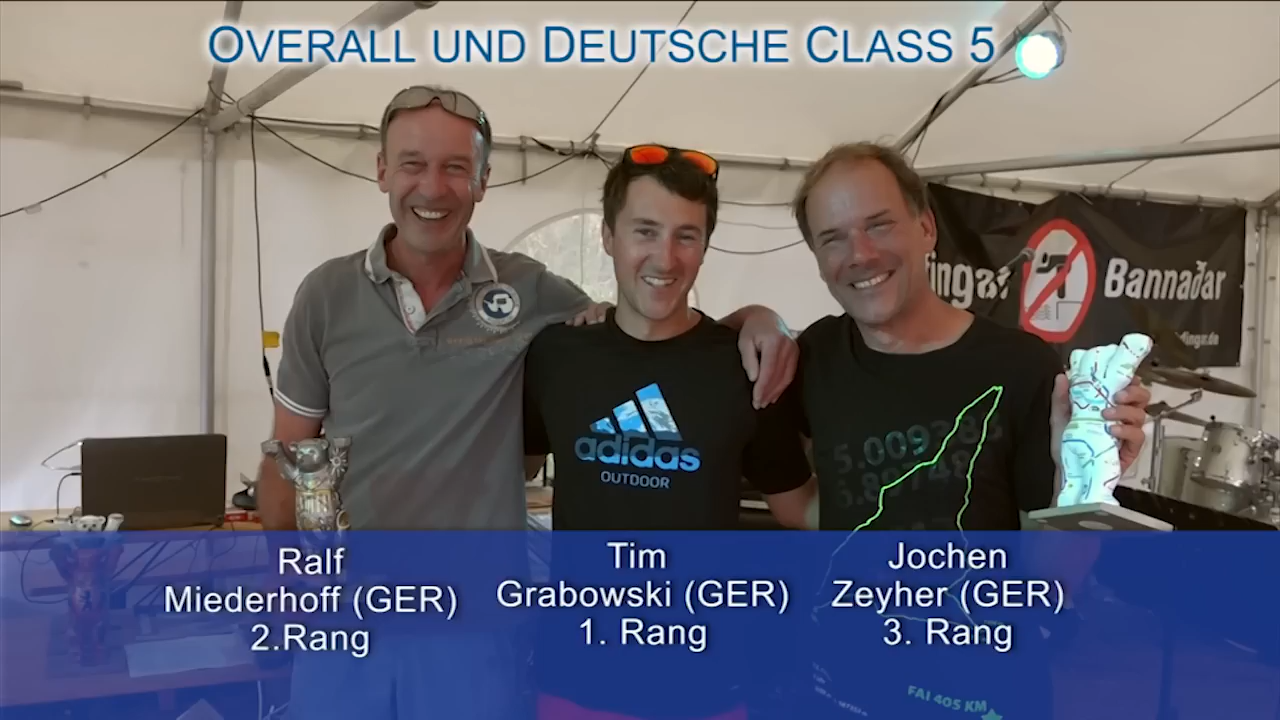 OVERALL UND DEUTSCHE CLASS 5
Bannaðar
adidas
OUTDOOR
Ralf
Miederhoff (GER)
2.Rang
Tim
Grabowski (GER)
1. Rang
Jochen
Zeyher (GER)
3. Rang
FAI 405 KM